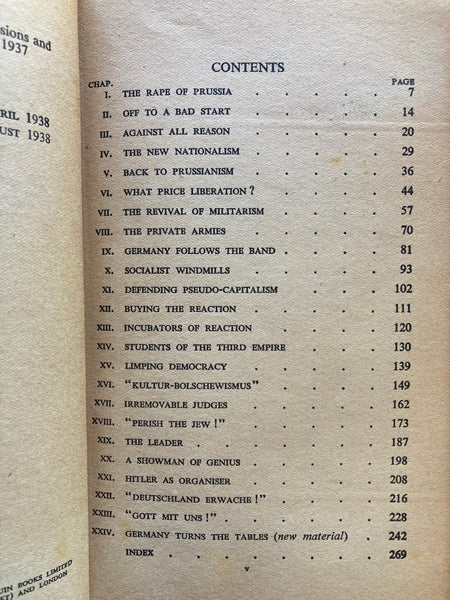 sions and
1937
RIL 1938
UST 1938
UIN BOOKS LIMITED
ET) AND LONDON
CONTENTS
CHAP. PAGE
I. THE RAPE OF PRUSSIA . . . . . 7
II. OFF TO A BAD START . . . . . 14
III. AGAINST ALL REASON . . . . . 20
IV. THE NEW NATIONALISM . . . . . 29
V. BACK TO PRUSSIANISM . . . . . 36
VI. WHAT PRICE LIBERATION? . . . . 44
VII. THE REVIVAL OF MILITARISM . . . . 57
VIII. THE PRIVATE ARMIES . . . . . 70
IX. GERMANY FOLLOWS THE BAND . . . . 81
X. SOCIALIST WINDMILLS . . . . . 93
XI. DEFENDING PSEUDO-CAPITALISM . . . 102
XII. BUYING THE REACTION . . . . . 111
XIII. INCUBATORS OF REACTION . . . . 120
XIV. STUDENTS OF THE THIRD EMPIRE . . . 130
XV. LIMPING DEMOCRACY . . . . . 139
XVI. "KULTUR-BOLSCHEWISMUS" . . . . 149
XVII. IRREMOVABLE JUDGES . . . . . 162
XVIII. "PERISH THE JEW!" . . . . . 173
XIX. THE LEADER . . . . . . 187
XX. A SHOWMAN OF GENIUS . . . . . 198
XXI. HITLER AS ORGANISER . . . . . 208
XXII. "DEUTSCHLAND ERWACHE!" . . . . 216
XXIII. "GOTT MIT UNS!" . . . . . 228
XXIV. GERMANY TURNS THE TABLES (new material) . 242
INDEX . . . . . . 269
v